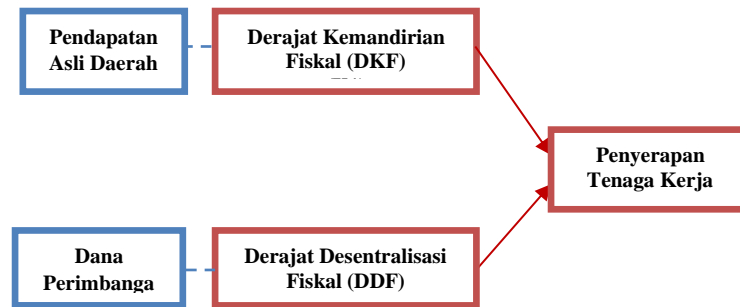 Pendapatan
Asli Daerah
Derajat Kemandirian
Fiskal (DKF)
Penyerapan
Tenaga Kerja
Dana
Perimbanga
Derajat Desentralisasi
Fiskal (DDF)